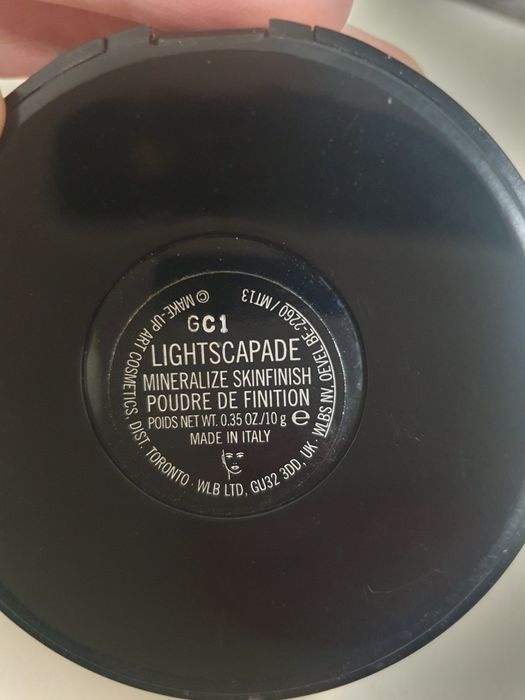 GC1
LIGHTSCAPADE
MINERALIZE SKINFINISH
POUDRE DE FINITION
POIDS NET WT. 0.35 OZ./10 g ℮
MADE IN ITALY
© MAKE-UP ART COSMETICS, DIST. TORONTO · WLB LTD, GU32 3DD, UK · WLBS NV, OEVEL BE-2260 / MT13